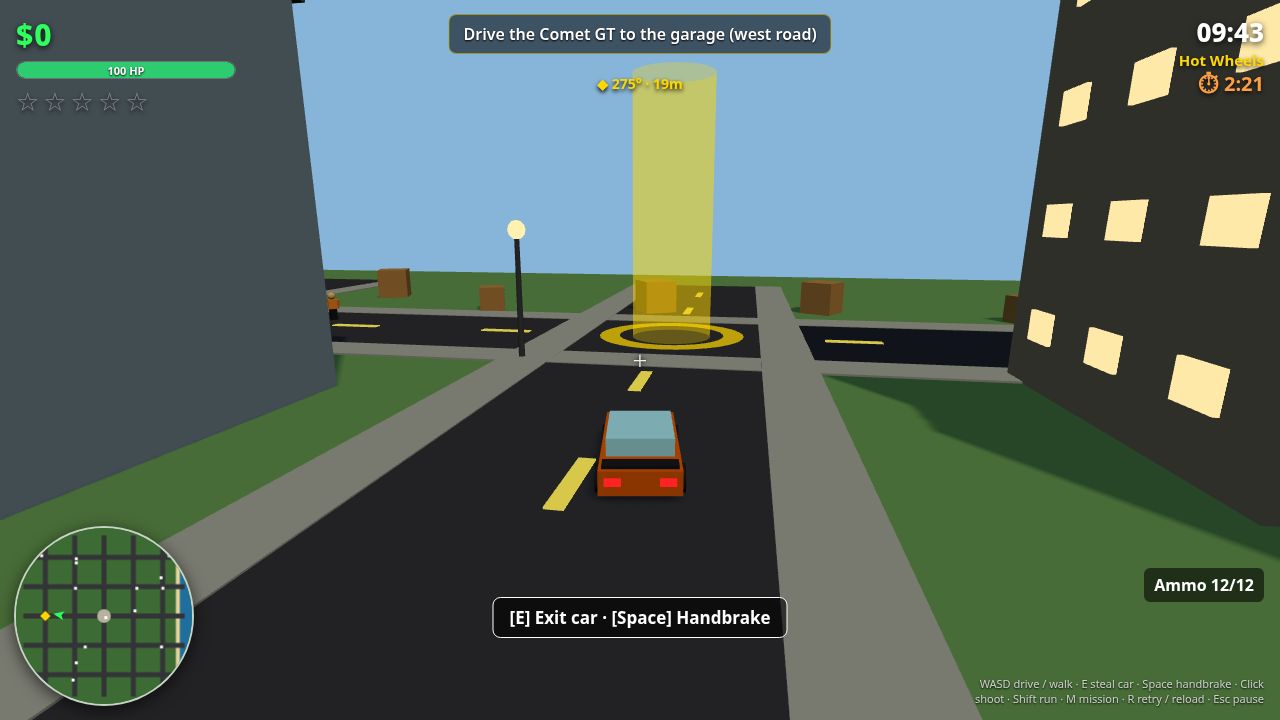 $0
100 HP
Drive the Comet GT to the garage (west road)
◆ 275° · 19m
09:43
Hot Wheels
⏱ 2:21
[E] Exit car · [Space] Handbrake
Ammo 12/12
WASD drive / walk · E steal car · Space handbrake · Click
shoot · Shift run · M mission · R retry / reload · Esc pause